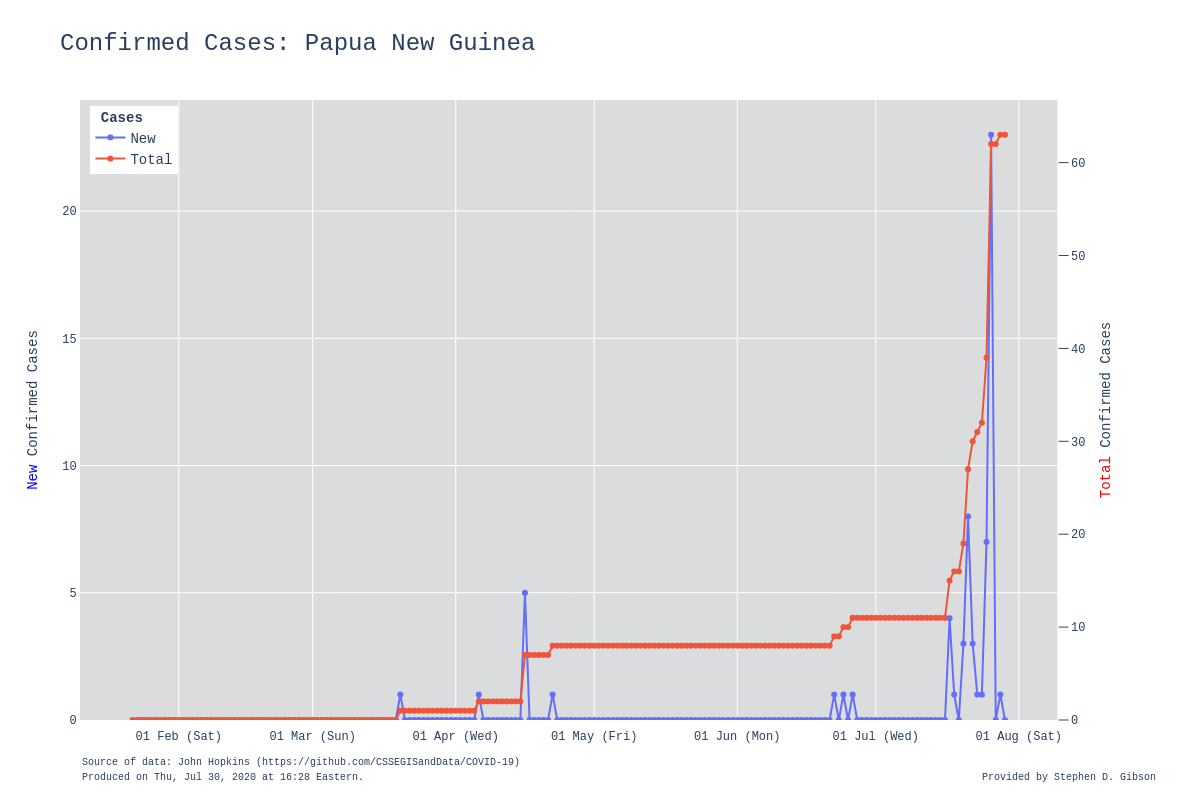 Confirmed Cases: Papua New Guinea
Cases
New
Total
20
15
10
5
0
60
50
40
30
20
10
0
New Confirmed Cases
Total Confirmed Cases
01 Feb (Sat)
01 Mar (Sun)
01 Apr (Wed)
01 May (Fri)
01 Jun (Mon)
01 Jul (Wed)
01 Aug (Sat)
Source of data: John Hopkins (https://github.com/CSSEGISandData/COVID-19)
Produced on Thu, Jul 30, 2020 at 16:28 Eastern.
Provided by Stephen D. Gibson